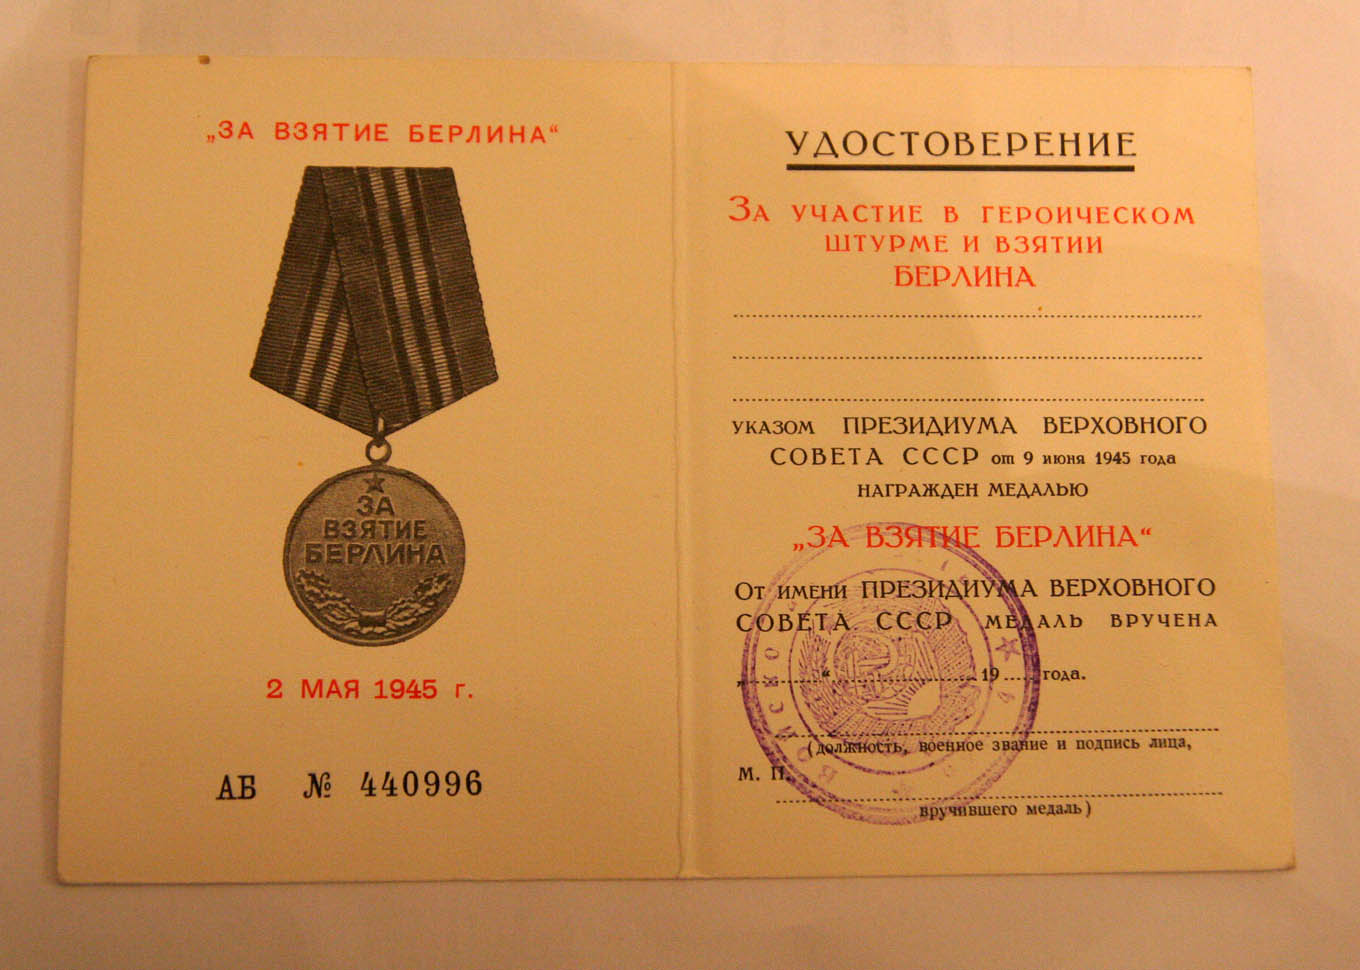 „ЗА ВЗЯТИЕ БЕРЛИНА“
ЗА
ВЗЯТИЕ
БЕРЛИНА
2 МАЯ 1945 г.
АБ № 440996
УДОСТОВЕРЕНИЕ
За участие в героическом
штурме и взятии
БЕРЛИНА
указом ПРЕЗИДИУМА ВЕРХОВНОГО
СОВЕТА СССР от 9 июня 1945 года
награжден медалью
„ЗА ВЗЯТИЕ БЕРЛИНА“
От имени ПРЕЗИДИУМА ВЕРХОВНОГО
СОВЕТА СССР медаль вручена
„........“........................19......года.
(должность, военное звание и подпись лица,
М. П.
вручившего медаль)